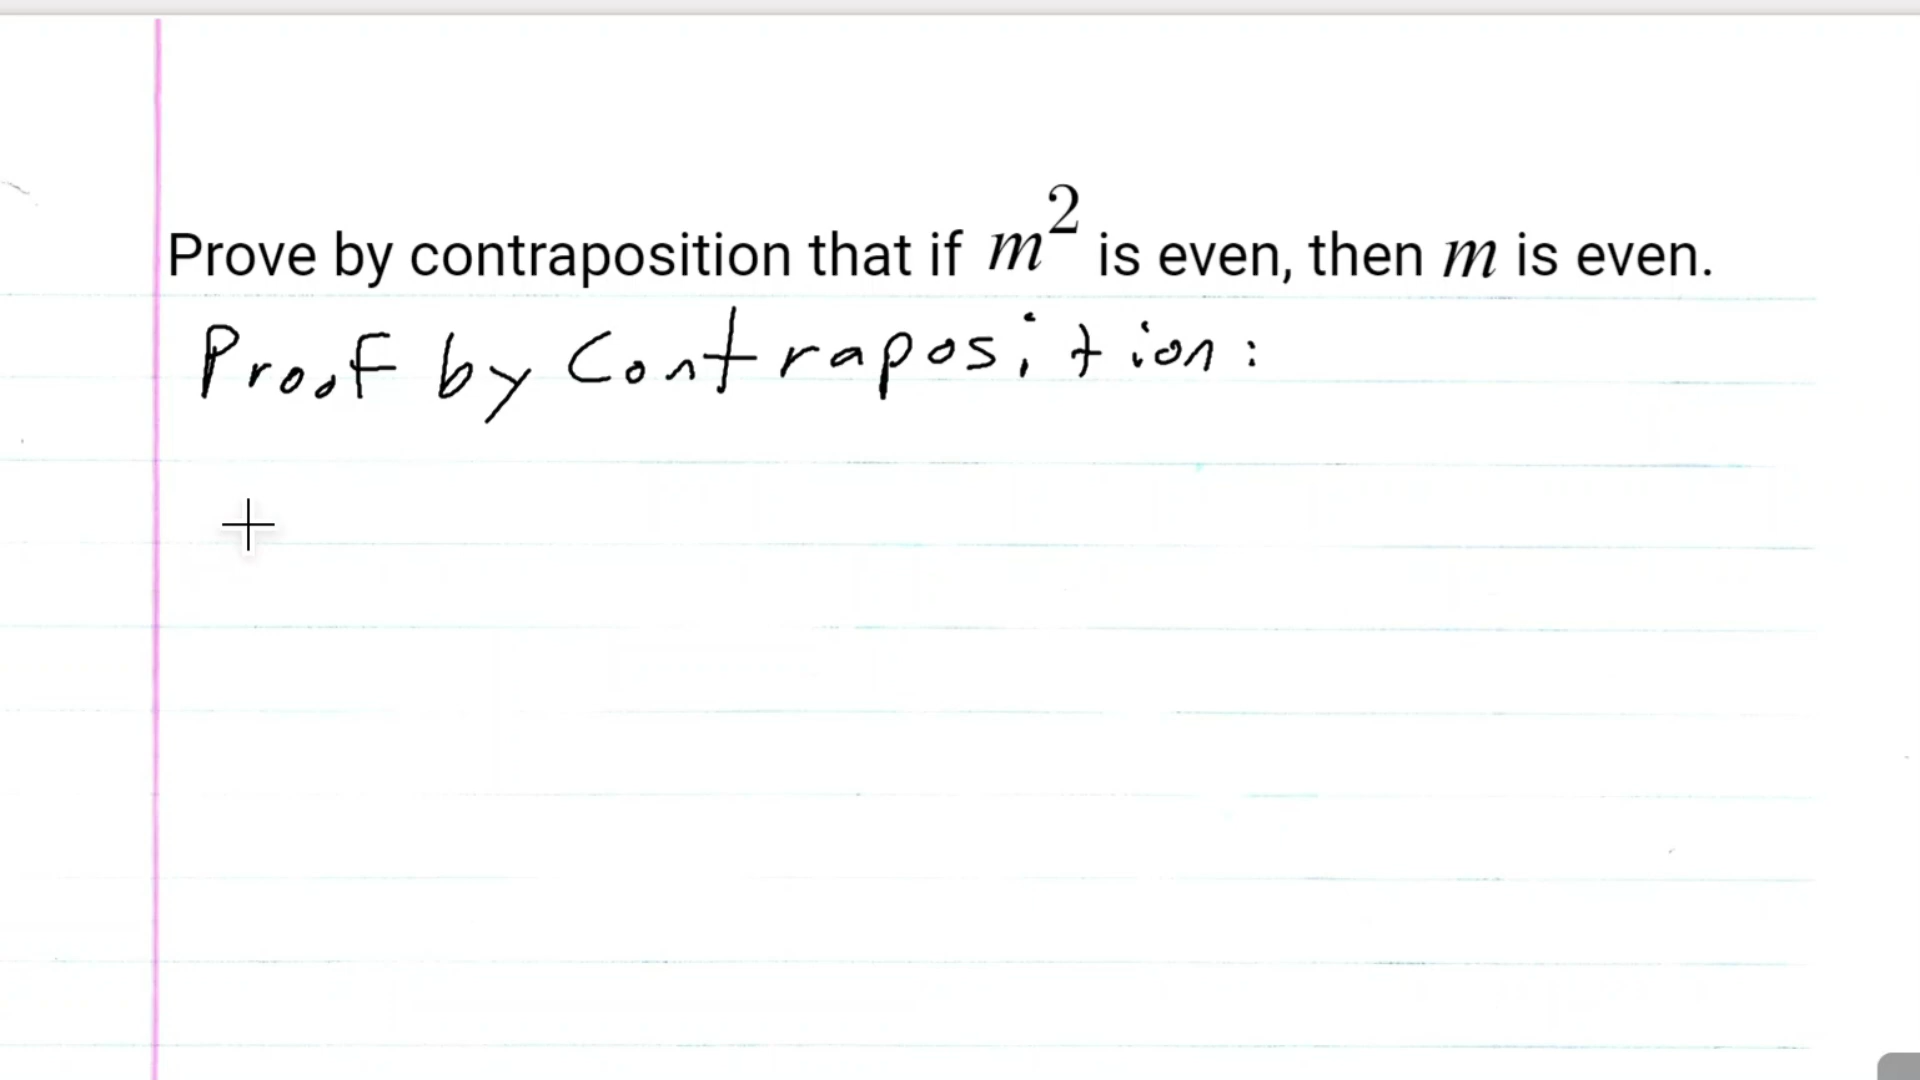 Prove by contraposition that if m² is even, then m is even.
Proof by Contraposition: